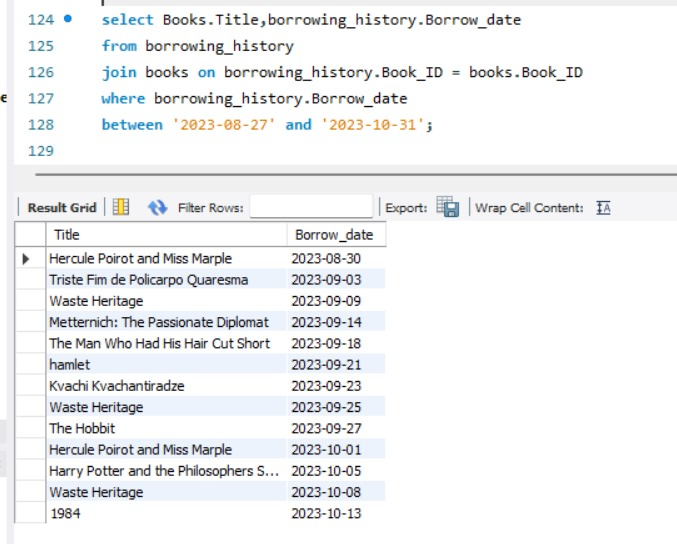 124 select Books.Title,borrowing_history.Borrow_date
125 from borrowing_history
126 join books on borrowing_history.Book_ID = books.Book_ID
e 127 where borrowing_history.Borrow_date
128 between '2023-08-27' and '2023-10-31';
129
Result Grid Filter Rows: Export: Wrap Cell Content: IA
Title Borrow_date
Hercule Poirot and Miss Marple 2023-08-30
Triste Fim de Policarpo Quaresma 2023-09-03
Waste Heritage 2023-09-09
Metternich: The Passionate Diplomat 2023-09-14
The Man Who Had His Hair Cut Short 2023-09-18
hamlet 2023-09-21
Kvachi Kvachantiradze 2023-09-23
Waste Heritage 2023-09-25
The Hobbit 2023-09-27
Hercule Poirot and Miss Marple 2023-10-01
Harry Potter and the Philosophers S... 2023-10-05
Waste Heritage 2023-10-08
1984 2023-10-13